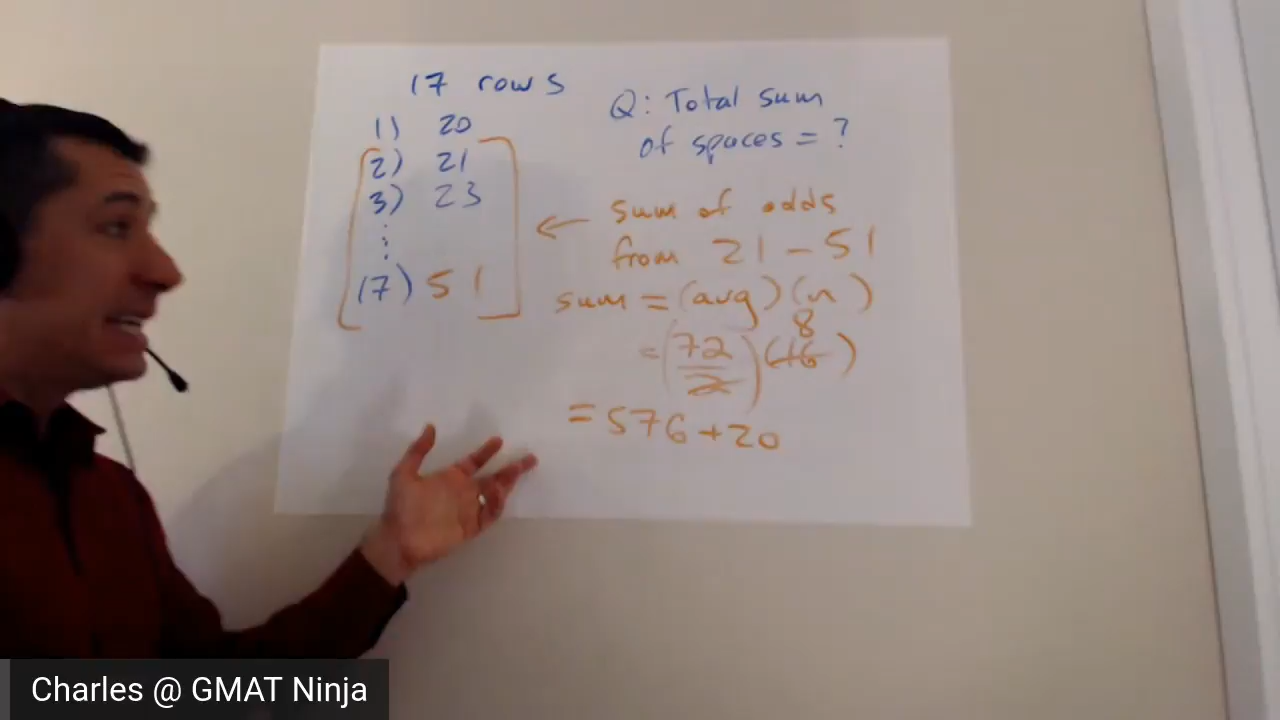 17 rows
1) 20
2) 21
3) 23
⋮
17) 51
Q: Total sum
of spaces = ?
← sum of odds
from 21 - 51
sum = (avg)(n)
8
= (72/2)(16)
= 576 + 20
Charles @ GMAT Ninja